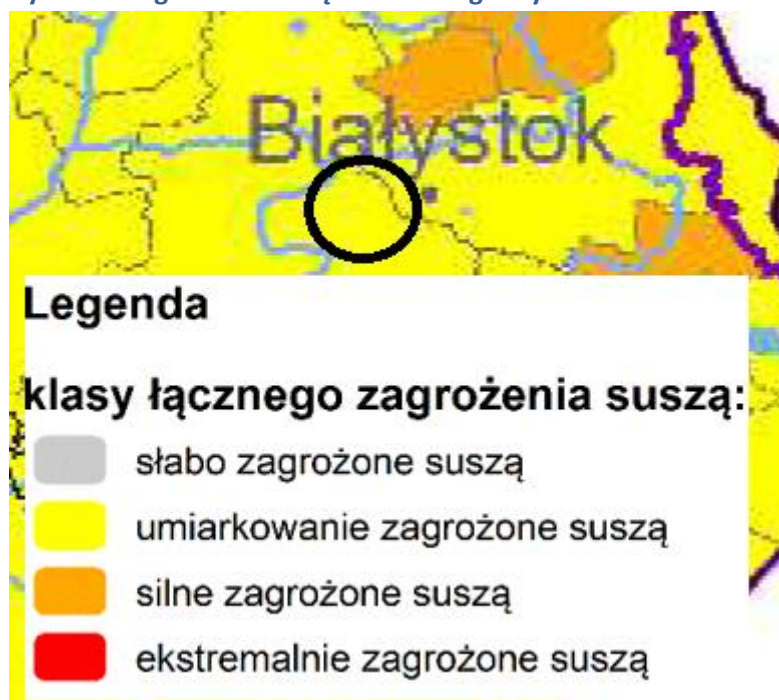 Białystok
Legenda
klasy łącznego zagrożenia suszą:
słabo zagrożone suszą
umiarkowanie zagrożone suszą
silne zagrożone suszą
ekstremalnie zagrożone suszą